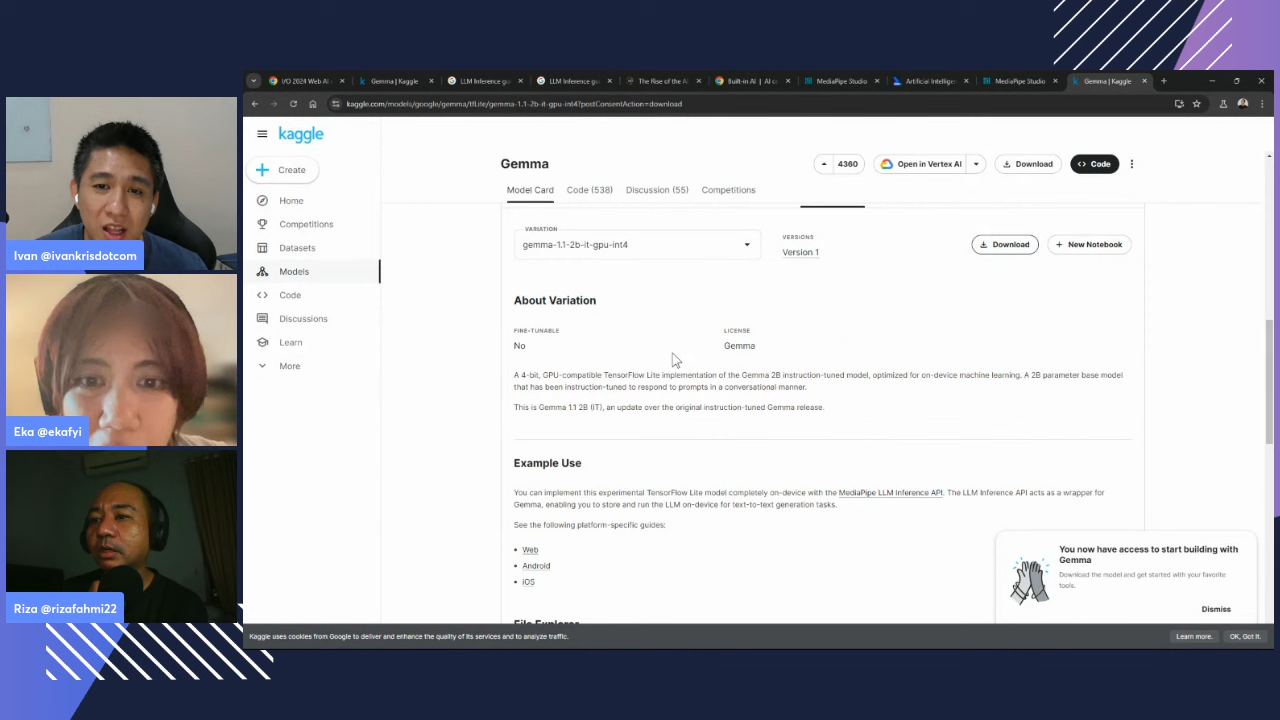 I/O 2024 Web AI
Gemma | Kaggle
LLM Inference gu
LLM Inference gu
The Rise of the AI
Built-in AI | AI o
MediaPipe Studio
Artificial Intellige
MediaPipe Studio
Gemma | Kaggle
kaggle.com/models/google/gemma/tfLite/gemma-1.1-2b-it-gpu-int4?postConsentAction=download
kaggle
Create
Home
Competitions
Datasets
Models
Code
Discussions
Learn
More
Gemma
4360
Open in Vertex AI
Download
Code
Model Card
Code (538)
Discussion (55)
Competitions
VARIATION
gemma-1.1-2b-it-gpu-int4
VERSIONS
Version 1
Download
New Notebook
About Variation
FINE-TUNABLE
No
LICENSE
Gemma
A 4-bit, GPU-compatible TensorFlow Lite implementation of the Gemma 2B instruction-tuned model, optimized for on-device machine learning. A 2B parameter base model
that has been instruction-tuned to respond to prompts in a conversational manner.
This is Gemma 1.1 2B (IT), an update over the original instruction-tuned Gemma release.
Example Use
You can implement this experimental TensorFlow Lite model completely on-device with the MediaPipe LLM Inference API. The LLM Inference API acts as a wrapper for
Gemma, enabling you to store and run the LLM on-device for text-to-text generation tasks.
See the following platform-specific guides:
Web
Android
iOS
File Explorer
You now have access to start building with
Gemma
Download the model and get started with your favorite
tools.
Dismiss
Kaggle uses cookies from Google to deliver and enhance the quality of its services and to analyze traffic.
Learn more.
OK, Got it.
Ivan @ivankrisdotcom
Eka @ekafyi
Riza @rizafahmi22